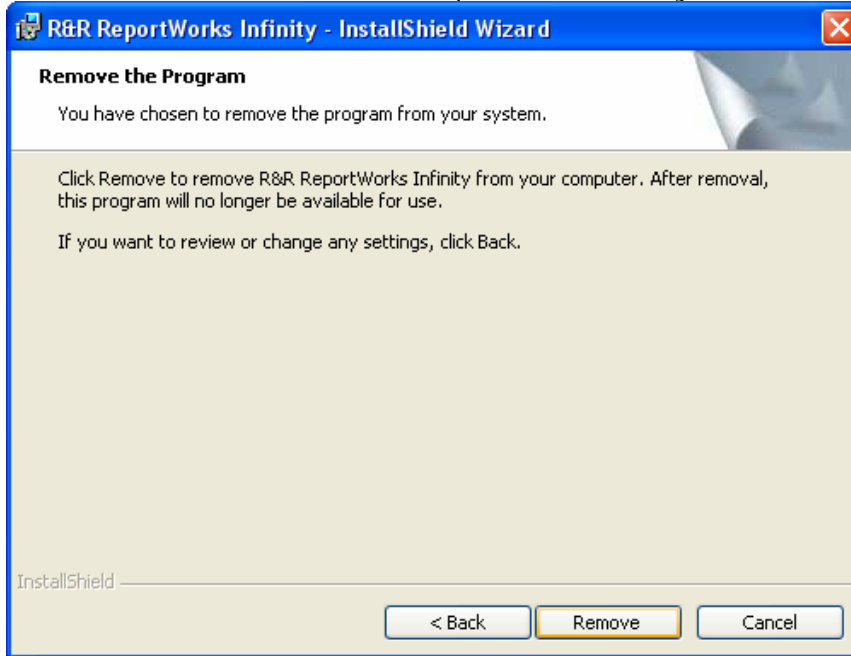 R&R ReportWorks Infinity - InstallShield Wizard
Remove the Program
You have chosen to remove the program from your system.
Click Remove to remove R&R ReportWorks Infinity from your computer. After removal,
this program will no longer be available for use.
If you want to review or change any settings, click Back.
InstallShield
< Back Remove Cancel